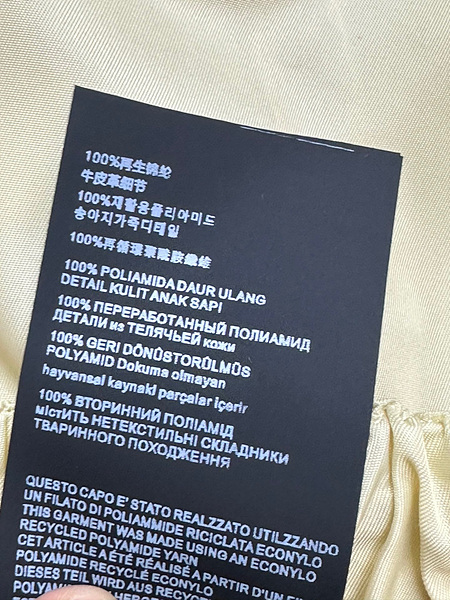 100%再生锦纶
牛皮革细节
100%재활용폴리아미드
송아지가죽디테일
100%再循環聚醯胺纖維
100% POLIAMIDA DAUR ULANG
DETAIL KULIT ANAK SAPI
100% ПЕРЕРАБОТАННЫЙ ПОЛИАМИД
ДЕТАЛИ из ТЕЛЯЧЬЕЙ кожи
100% GERİ DÖNÜSTORÜLMÜS
POLYAMID Dokuma olmayan
hayvansal kaynaki parçalar içerir
100% ВТОРИННИЙ ПОЛІАМІД
міСТИТЬ НЕТЕКСТИЛЬНІ СКЛАДНИКИ
ТВАРИННОГО ПОХОДЖЕННЯ
QUESTO CAPO E' STATO REALZZATO UTILZZANDO
UN FILATO DI POLIAMMIDE RICICLATA ECONYLO
THIS GARMENT WAS MADE USING AN ECONYLO
RECYCLED POLYAMIDE YARN
CET ARTICLE A ÉTÉ RÉALISÉ A PARTIR D'UN FIL
POLYAMIDE RECYCLÉ ECONYLO
DIESES TEIL WIRD AUS RECYCL